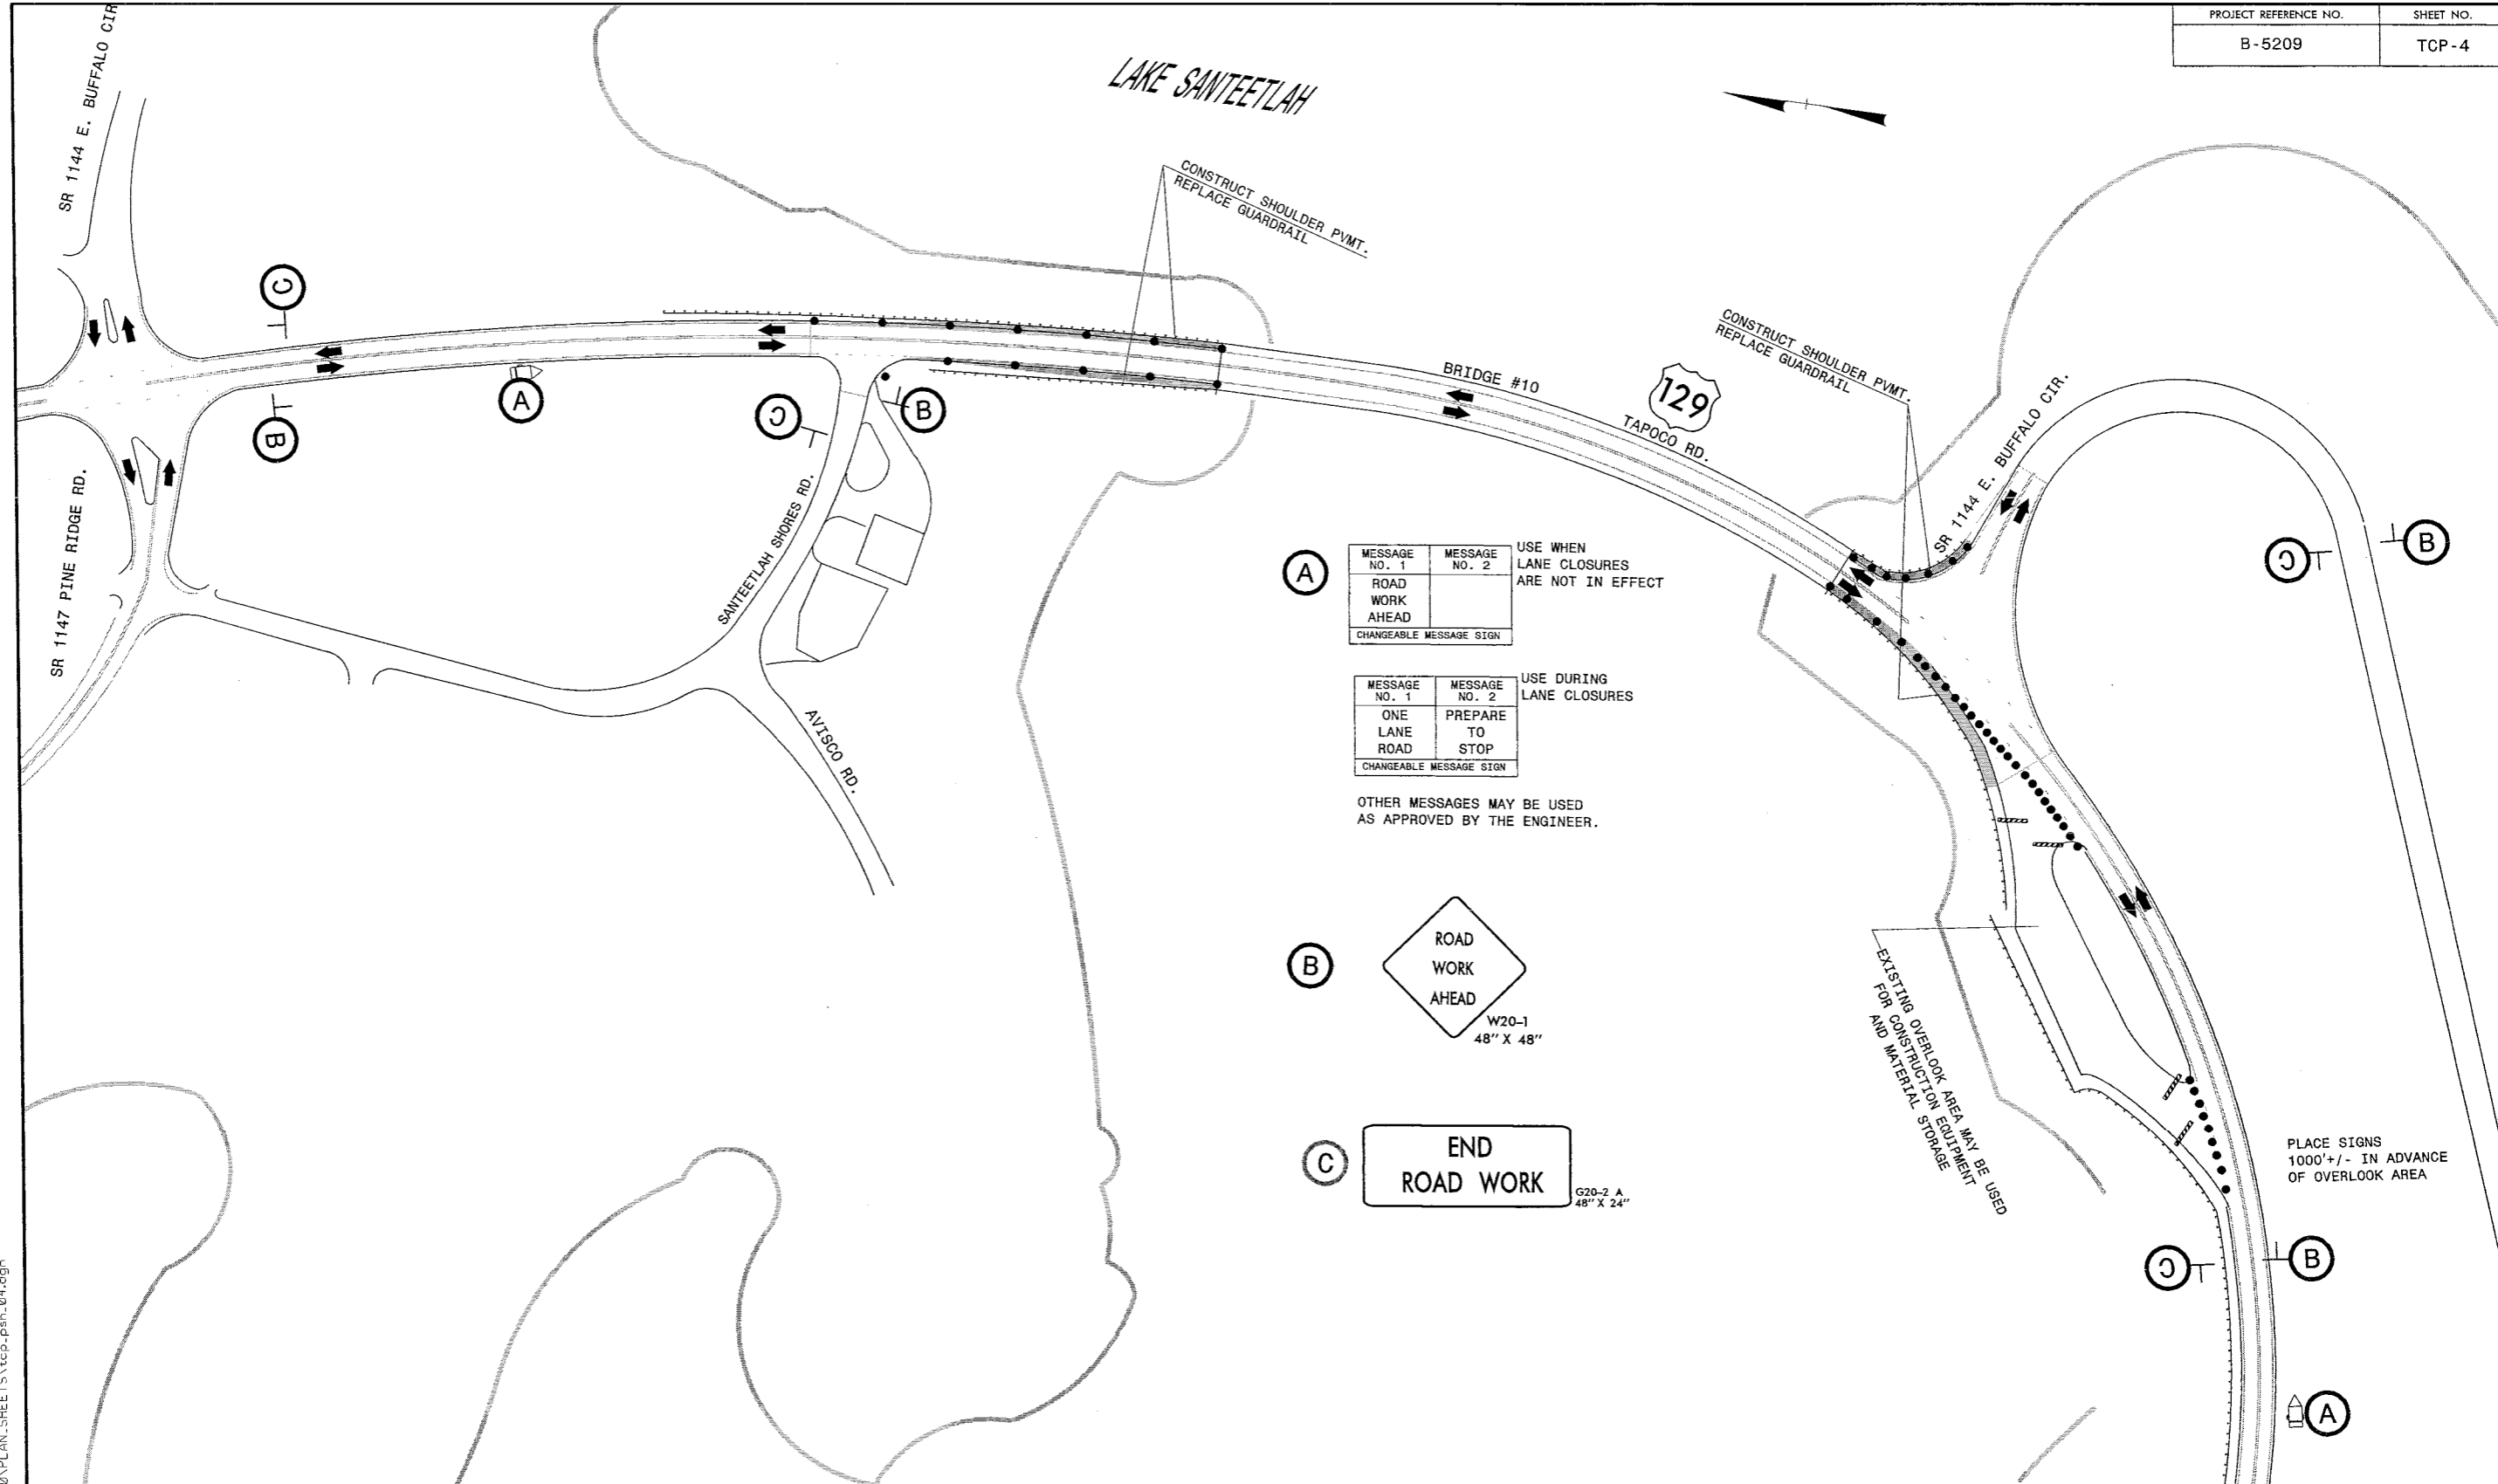 PROJECT REFERENCE NO.
SHEET NO.
B-5209
TCP-4
LAKE SANTEETLAH
SR 1144 E. BUFFALO CIR
CONSTRUCT SHOULDER PVMT.
REPLACE GUARDRAIL
C
B
A
C
B
SR 1147 PINE RIDGE RD.
SANTEETLAH SHORES RD.
AVISCO RD.
BRIDGE #10
129
TAPOCO RD.
CONSTRUCT SHOULDER PVMT.
REPLACE GUARDRAIL
SR 1144 E. BUFFALO CIR.
C
B
A
MESSAGE NO. 1
MESSAGE NO. 2
ROAD
WORK
AHEAD
CHANGEABLE MESSAGE SIGN
USE WHEN
LANE CLOSURES
ARE NOT IN EFFECT
MESSAGE NO. 1
MESSAGE NO. 2
ONE PREPARE
LANE TO
ROAD STOP
CHANGEABLE MESSAGE SIGN
USE DURING
LANE CLOSURES
OTHER MESSAGES MAY BE USED
AS APPROVED BY THE ENGINEER.
B
ROAD
WORK
AHEAD
W20-1
48" X 48"
C
END
ROAD WORK
G20-2 A
48" X 24"
EXISTING OVERLOOK AREA MAY BE USED
FOR CONSTRUCTION EQUIPMENT
AND MATERIAL STORAGE
PLACE SIGNS
1000'+/- IN ADVANCE
OF OVERLOOK AREA
C
B
A